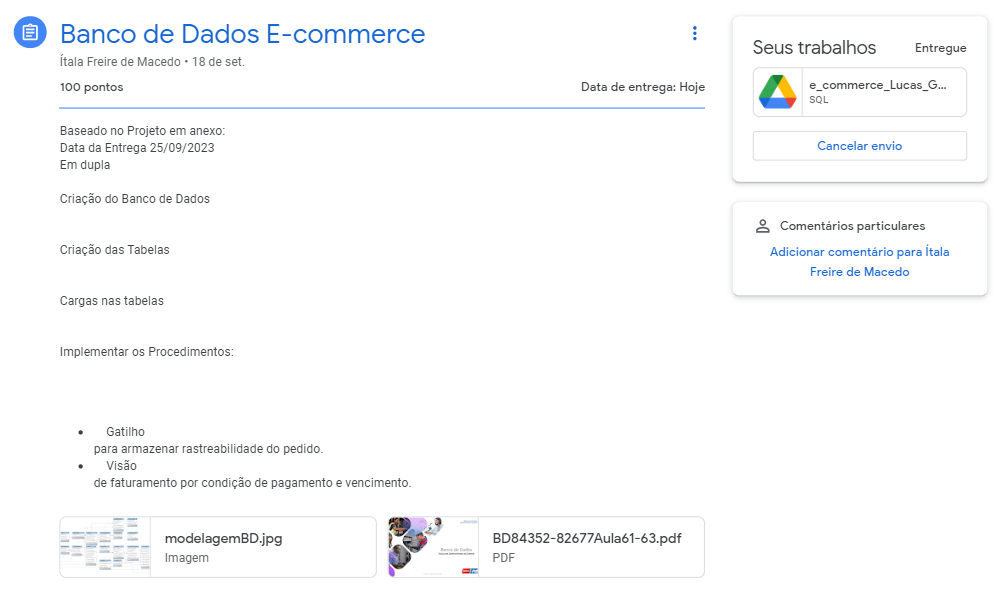 Banco de Dados E-commerce
Ítala Freire de Macedo • 18 de set.
100 pontos
Data de entrega: Hoje
Baseado no Projeto em anexo:
Data da Entrega 25/09/2023
Em dupla
Criação do Banco de Dados
Criação das Tabelas
Cargas nas tabelas
Implementar os Procedimentos:
• Gatilho
para armazenar rastreabilidade do pedido.
• Visão
de faturamento por condição de pagamento e vencimento.
modelagemBD.jpg
Imagem
Banco de Dados
BD84352-82677Aula61-63.pdf
PDF
Seus trabalhos
Entregue
e_commerce_Lucas_G...
SQL
Cancelar envio
Comentários particulares
Adicionar comentário para Ítala
Freire de Macedo